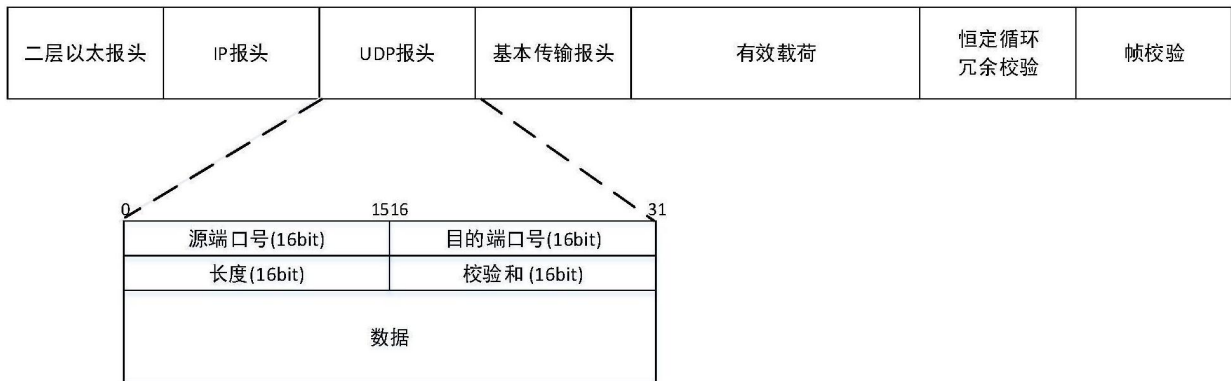 二层以太报头
IP报头
UDP报头
基本传输报头
有效载荷
恒定循环
冗余校验
帧校验
0 1516 31
源端口号(16bit) 目的端口号(16bit)
长度(16bit) 校验和 (16bit)
数据